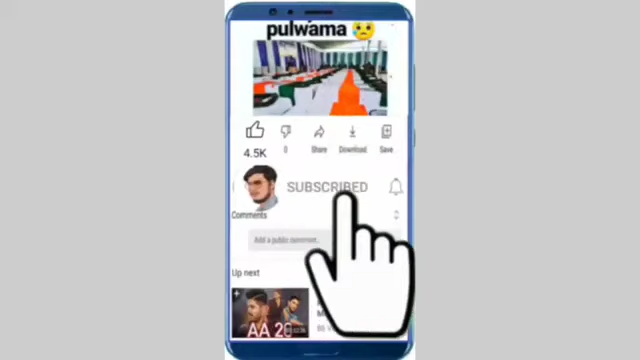 pulwama 😥
4.5K
0
Share
Download
Save
SUBSCRIBED
Comments
Add a public comment...
Up next
AA 20